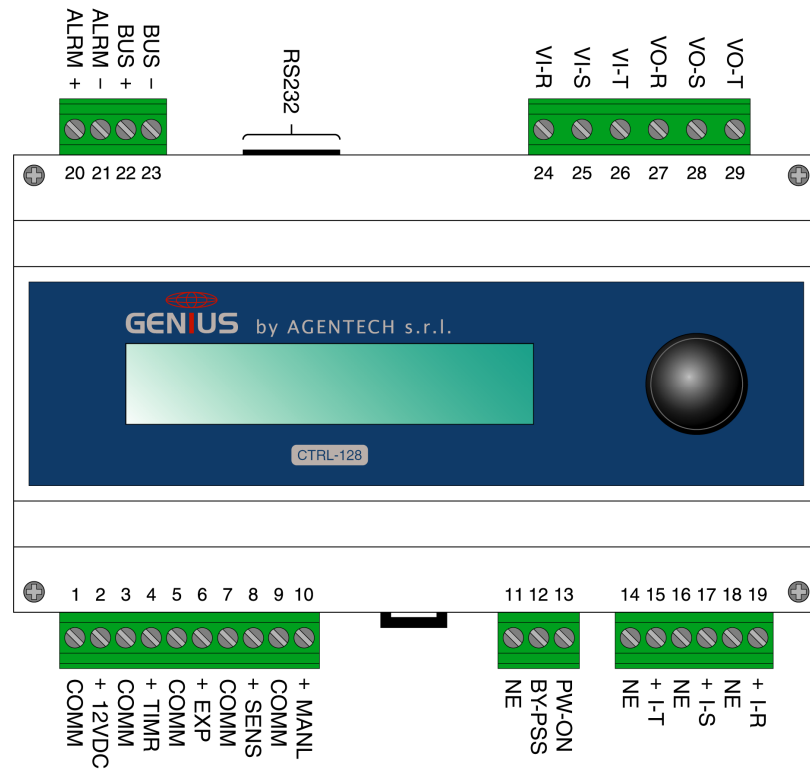 ALRM +
ALRM –
BUS +
BUS –
RS232
VI-R
VI-S
VI-T
VO-R
VO-S
VO-T
20 21 22 23
24 25 26 27 28 29
GENIUS by AGENTECH s.r.l.
CTRL-128
1 2 3 4 5 6 7 8 9 10
11 12 13
14 15 16 17 18 19
COMM
+ 12VDC
COMM
+ TIMR
COMM
+ EXP
COMM
+ SENS
COMM
+ MANL
NE
BY-PSS
PW-ON
NE
+ I-T
NE
+ I-S
NE
+ I-R